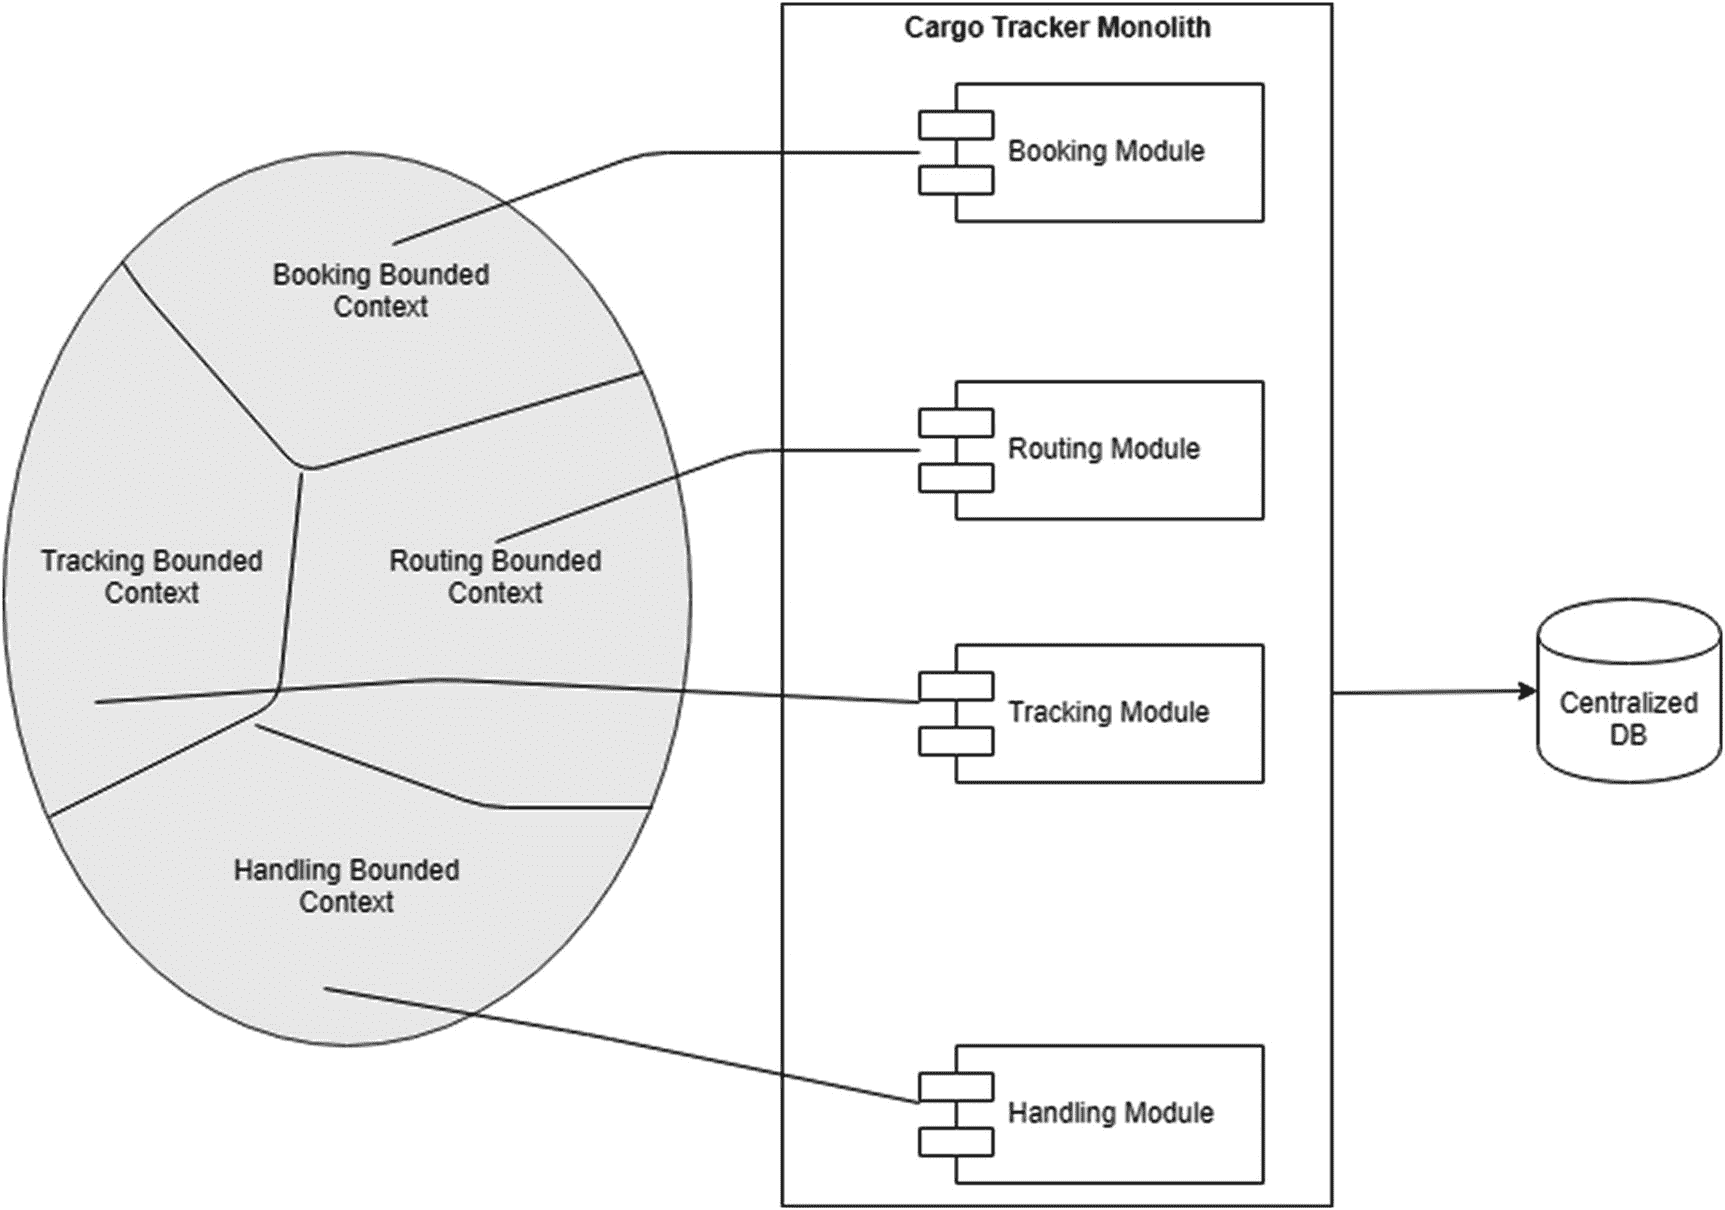 Cargo Tracker Monolith
Booking Module
Booking Bounded
Context
Routing Module
Tracking Bounded
Context
Routing Bounded
Context
Tracking Module
Centralized
DB
Handling Bounded
Context
Handling Module